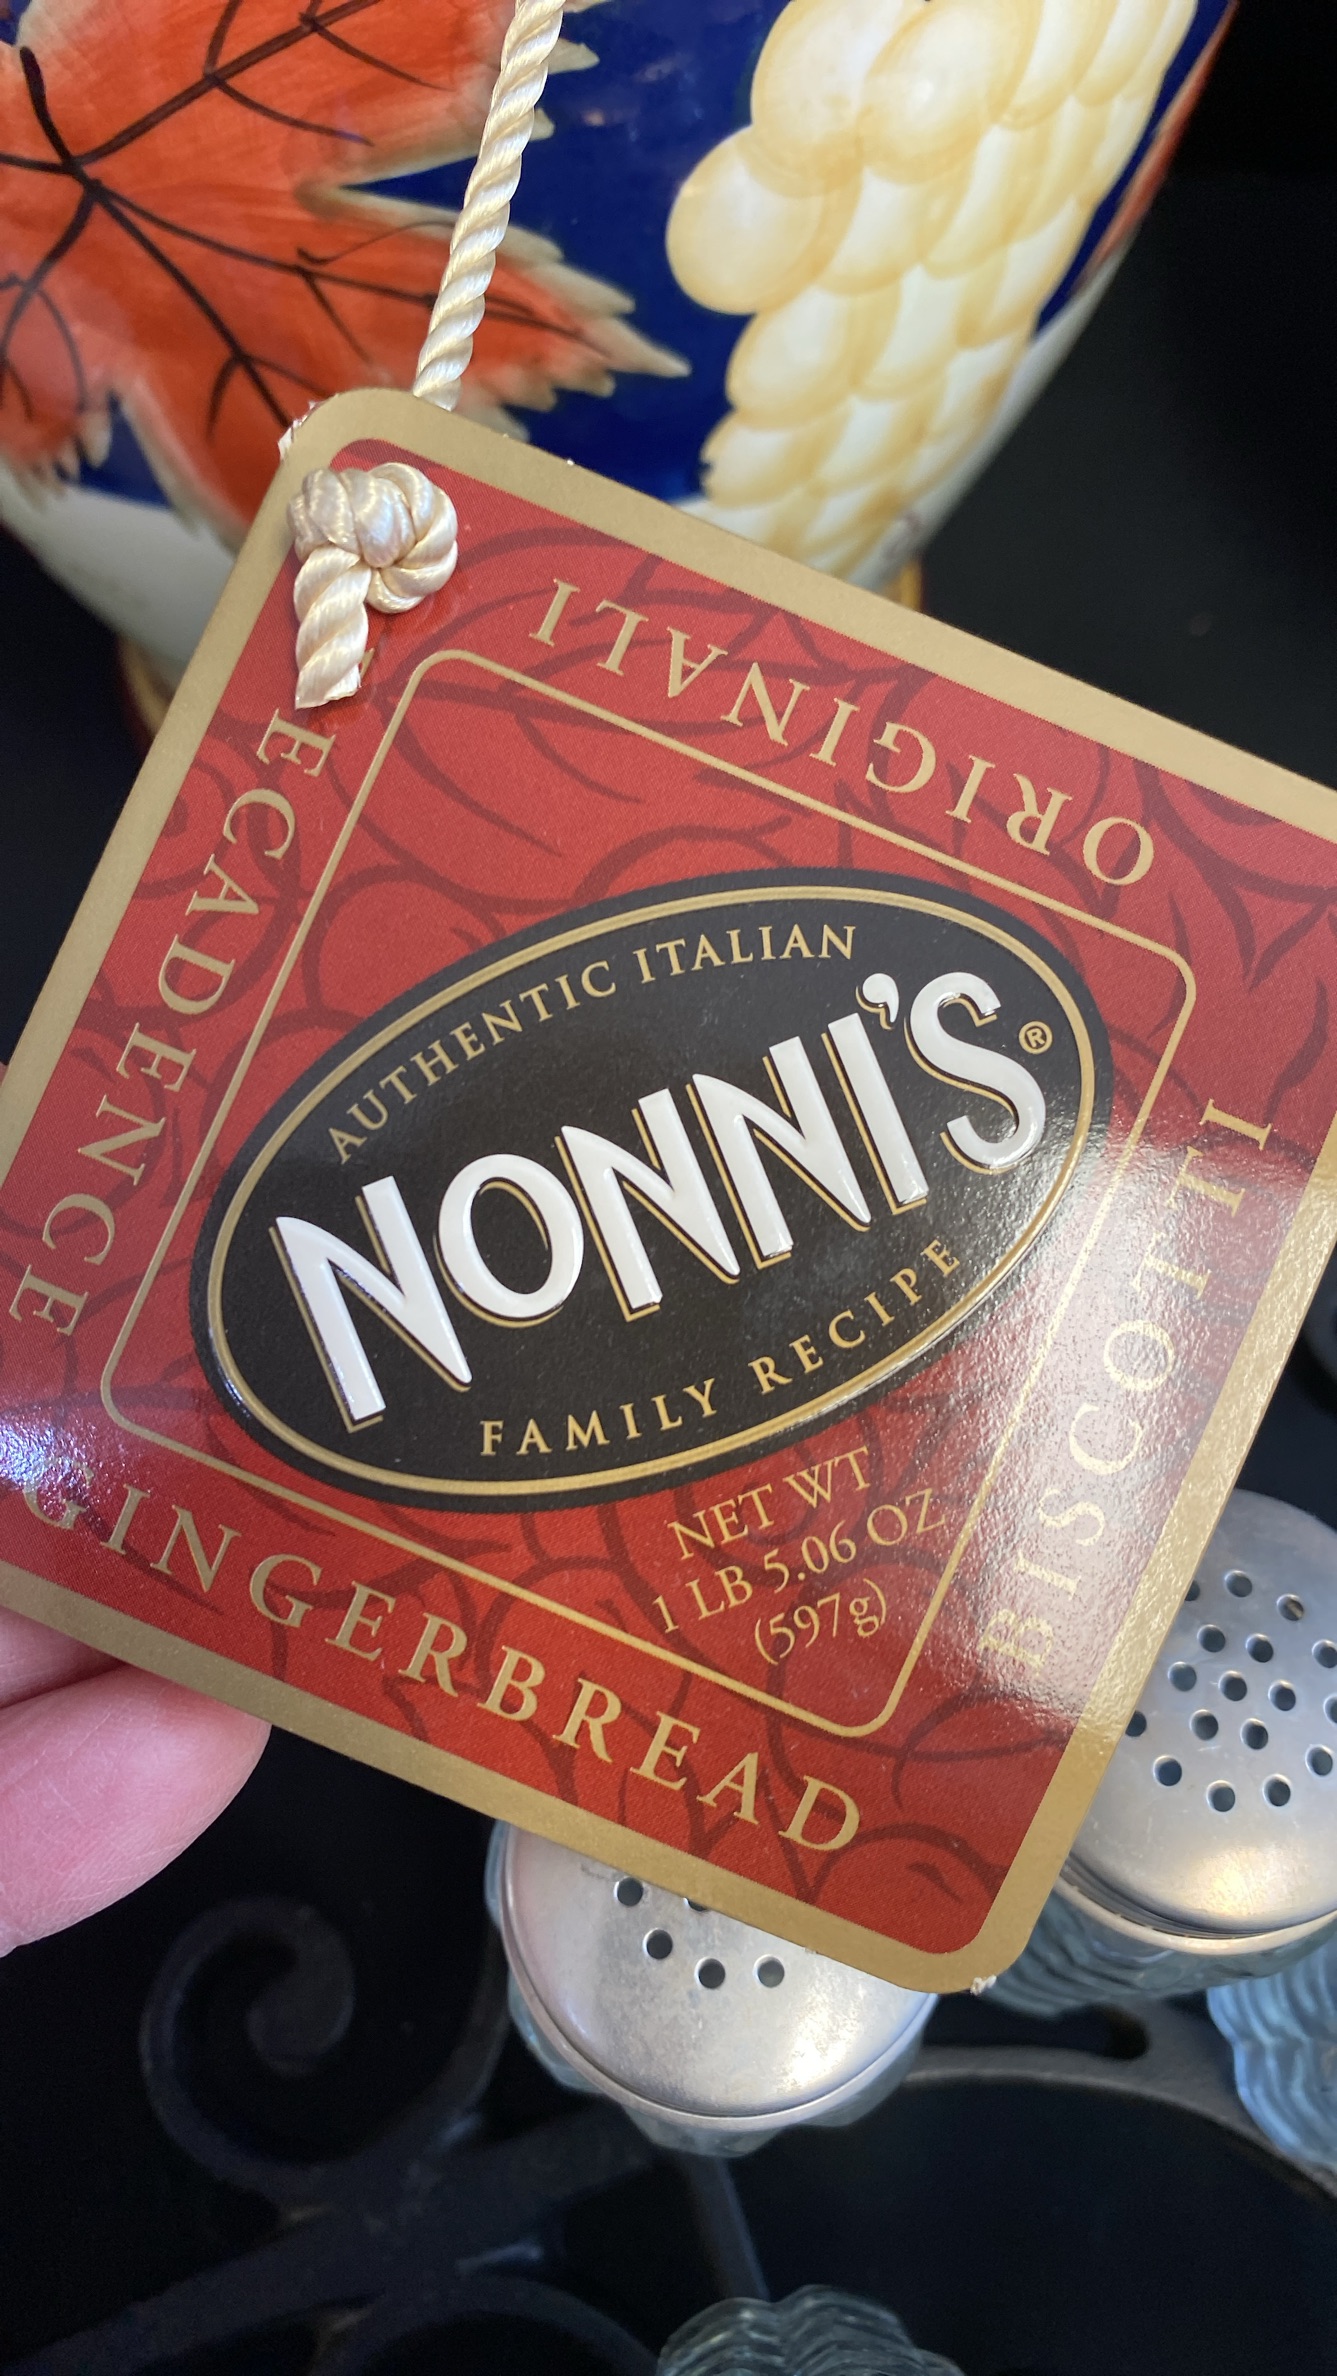 ORIGINALI
BISCOTTI
AUTHENTIC ITALIAN
NONNI'S®
FAMILY RECIPE
NET WT
1 LB 5.06 OZ
(597g)
GINGERBREAD
ECADENCE